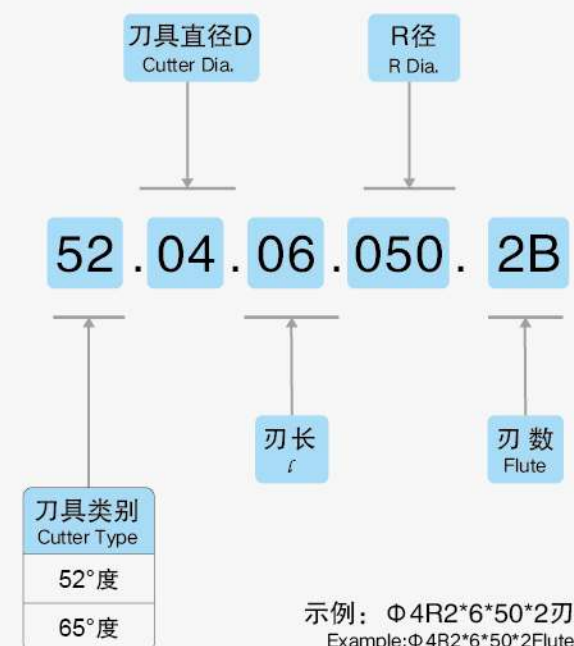 刀具直径D
Cutter Dia.
R径
R Dia.
52 . 04 . 06 . 050 . 2B
刃长
ℓ
刃数
Flute
刀具类别
Cutter Type
52°度
65°度
示例：Φ4R2*6*50*2刃
Example:Φ4R2*6*50*2Flute